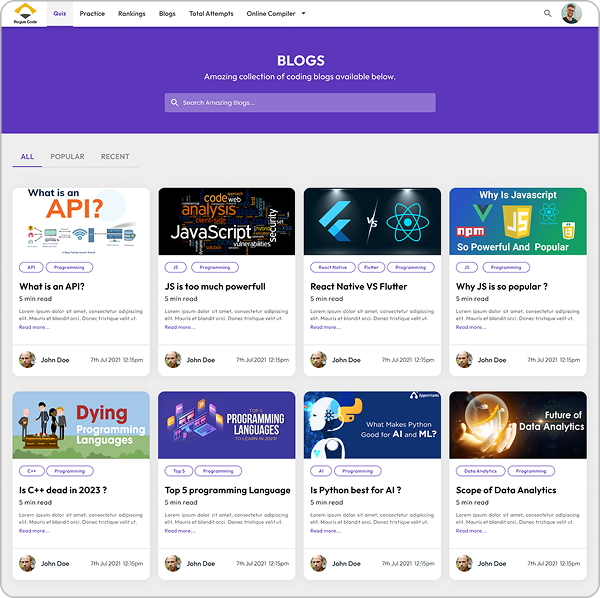 Rogue Code
Quiz Practice Rankings Blogs Total Attempts Online Compiler
BLOGS
Amazing collection of coding blogs available below.
Search Amazing Blogs...
ALL POPULAR RECENT
What is an
API?
API Programming
What is an API?
5 min read
Lorem ipsum dolor sit amet, consectetur adipiscing
elit. Mauris et blandit orci. Donec tristique velit ut.
Read more...
John Doe 7th Jul 2021 12:15pm
code web
analysis
client-side
JavaScript
security
vulnerabilities
JS Programming
JS is too much powerfull
5 min read
Lorem ipsum dolor sit amet, consectetur adipiscing
elit. Mauris et blandit orci. Donec tristique velit ut.
Read more...
John Doe 7th Jul 2021 12:15pm
VS
React Native Flutter Programming
React Native VS Flutter
5 min read
Lorem ipsum dolor sit amet, consectetur adipiscing
elit. Mauris et blandit orci. Donec tristique velit ut.
Read more...
John Doe 7th Jul 2021 12:15pm
Why Is Javascript
npm JS
So Powerful And Popular
JS Programming
Why JS is so popular ?
5 min read
Lorem ipsum dolor sit amet, consectetur adipiscing
elit. Mauris et blandit orci. Donec tristique velit ut.
Read more...
John Doe 7th Jul 2021 12:15pm
Dying
Programming
Languages
C++ Programming
Is C++ dead in 2023 ?
5 min read
Lorem ipsum dolor sit amet, consectetur adipiscing
elit. Mauris et blandit orci. Donec tristique velit ut.
Read more...
John Doe 7th Jul 2021 12:15pm
TOP 5
PROGRAMMING
LANGUAGES
TO LEARN IN 2023!
Top 5 Programming
Top 5 programming Language
5 min read
Lorem ipsum dolor sit amet, consectetur adipiscing
elit. Mauris et blandit orci. Donec tristique velit ut.
Read more...
John Doe 7th Jul 2021 12:15pm
Appventurez
What Makes Python
Good for AI and ML?
AI Programming
Is Python best for AI ?
5 min read
Lorem ipsum dolor sit amet, consectetur adipiscing
elit. Mauris et blandit orci. Donec tristique velit ut.
Read more...
John Doe 7th Jul 2021 12:15pm
Future of
Data Analytics
Data Analytics Programming
Scope of Data Analytics
5 min read
Lorem ipsum dolor sit amet, consectetur adipiscing
elit. Mauris et blandit orci. Donec tristique velit ut.
Read more...
John Doe 7th Jul 2021 12:15pm